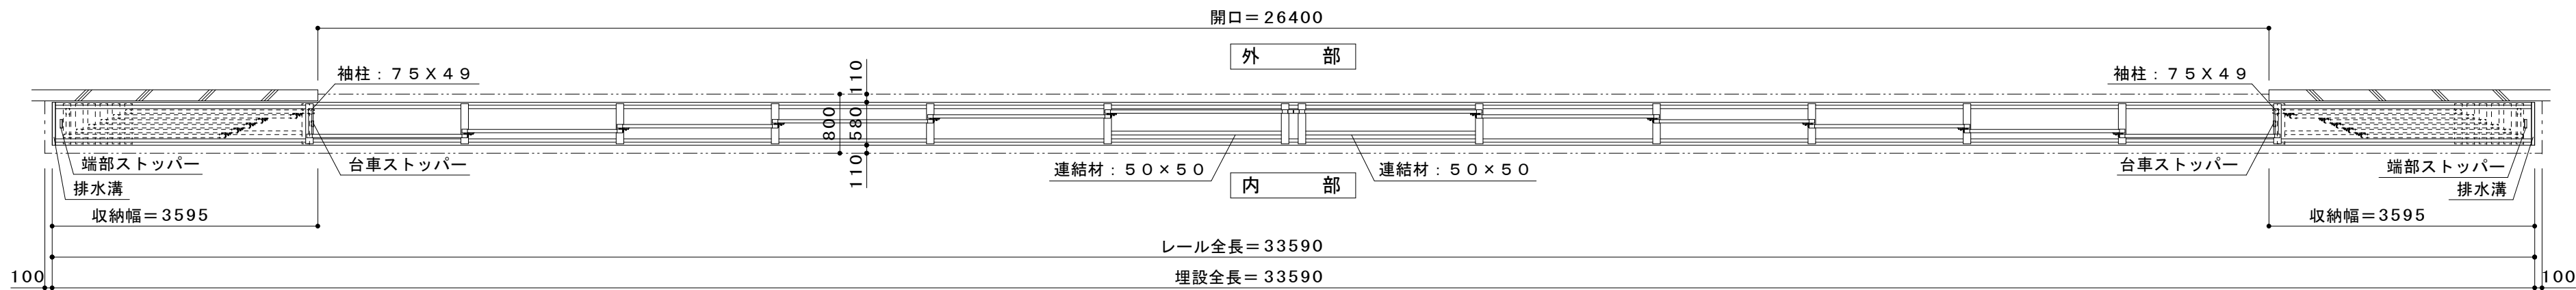 開口=26400
外　部
袖柱：75X49
袖柱：75X49
110
800
580
110
端部ストッパー
台車ストッパー
連結材：50×50
連結材：50×50
台車ストッパー
端部ストッパー
排水溝
内　部
排水溝
収納幅=3595
収納幅=3595
レール全長=33590
100
埋設全長=33590
100